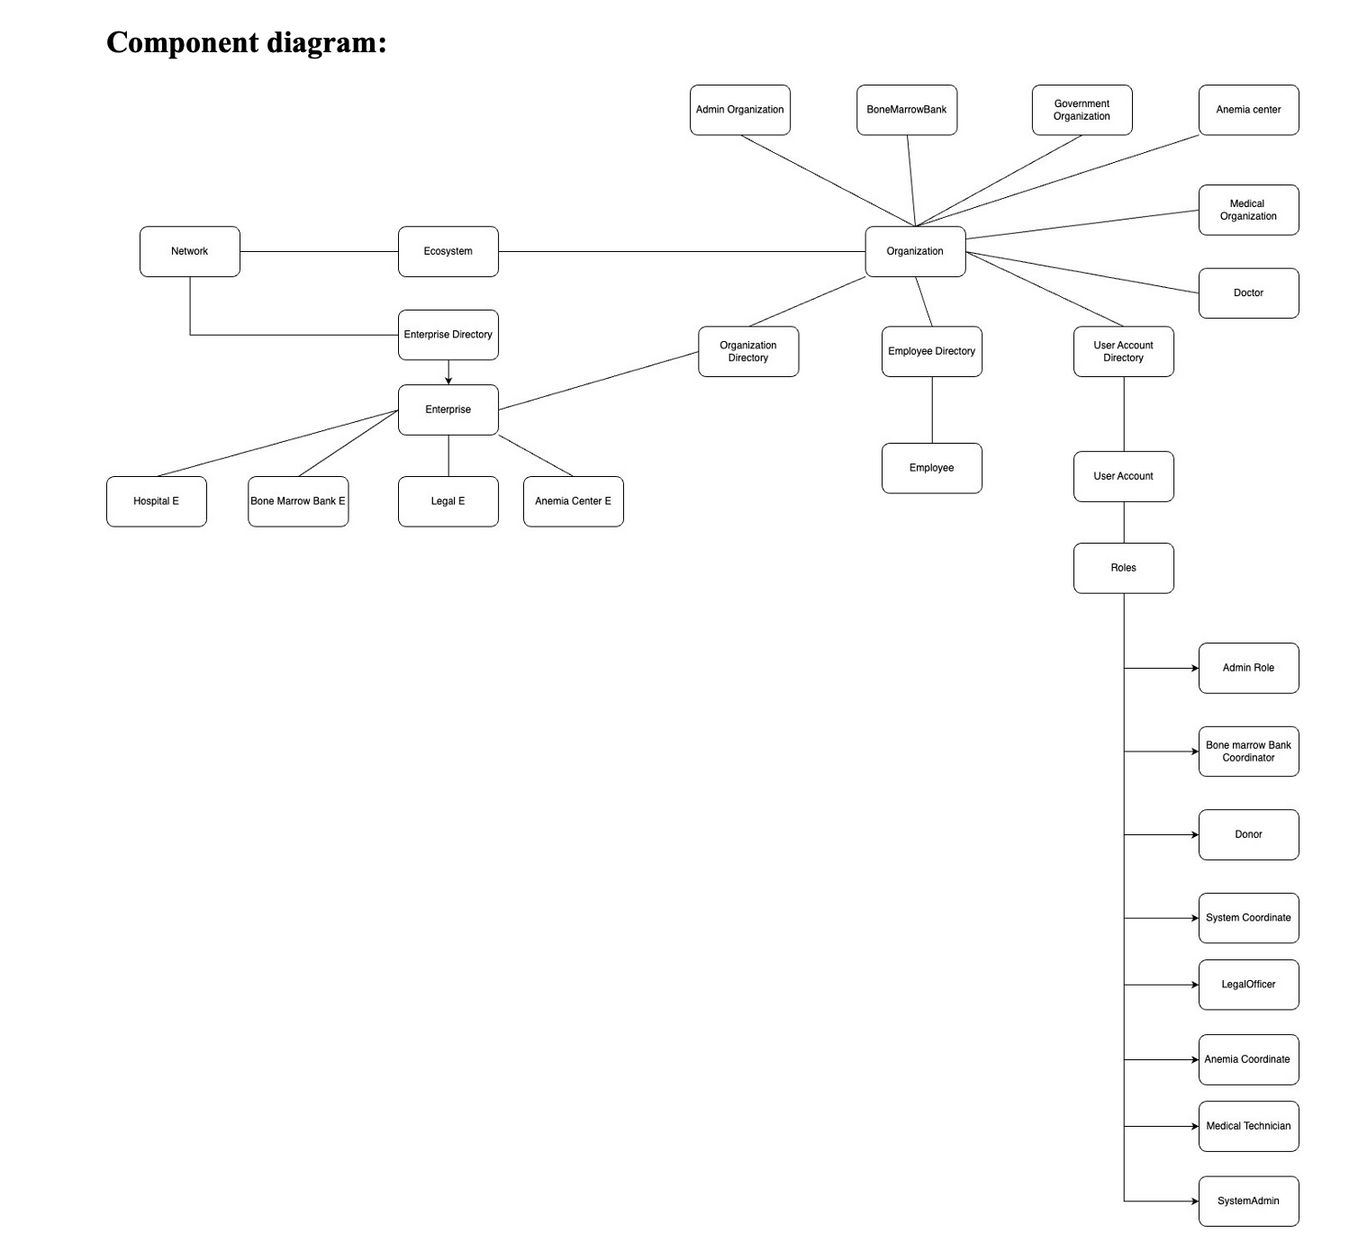 Component diagram:
Admin Organization
BoneMarrowBank
Government
Organization
Anemia center
Medical
Organization
Network
Ecosystem
Organization
Doctor
Enterprise Directory
Organization
Directory
Employee Directory
User Account
Directory
Enterprise
Employee
User Account
Hospital E
Bone Marrow Bank E
Legal E
Anemia Center E
Roles
Admin Role
Bone marrow Bank
Coordinator
Donor
System Coordinate
LegalOfficer
Anemia Coordinate
Medical Technician
SystemAdmin